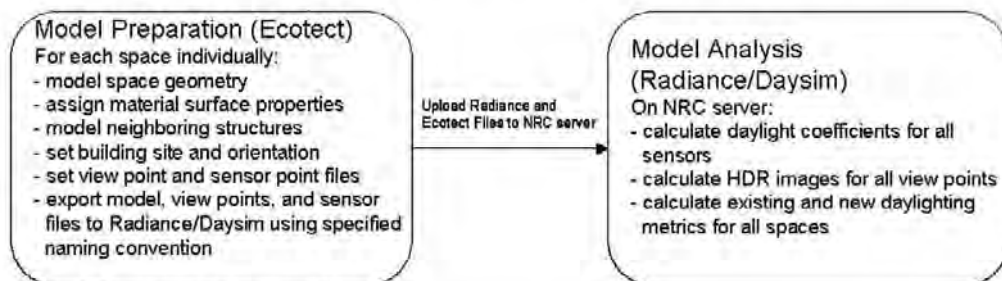 Model Preparation (Ecotect)
For each space individually:
- model space geometry
- assign material surface properties
- model neighboring structures
- set building site and orientation
- set view point and sensor point files
- export model, view points, and sensor
files to Radiance/Daysim using specified
naming convention
Upload Radiance and
Ecotect Files to NRC server
Model Analysis
(Radiance/Daysim)
On NRC server:
- calculate daylight coefficients for all
sensors
- calculate HDR images for all view points
- calculate existing and new daylighting
metrics for all spaces